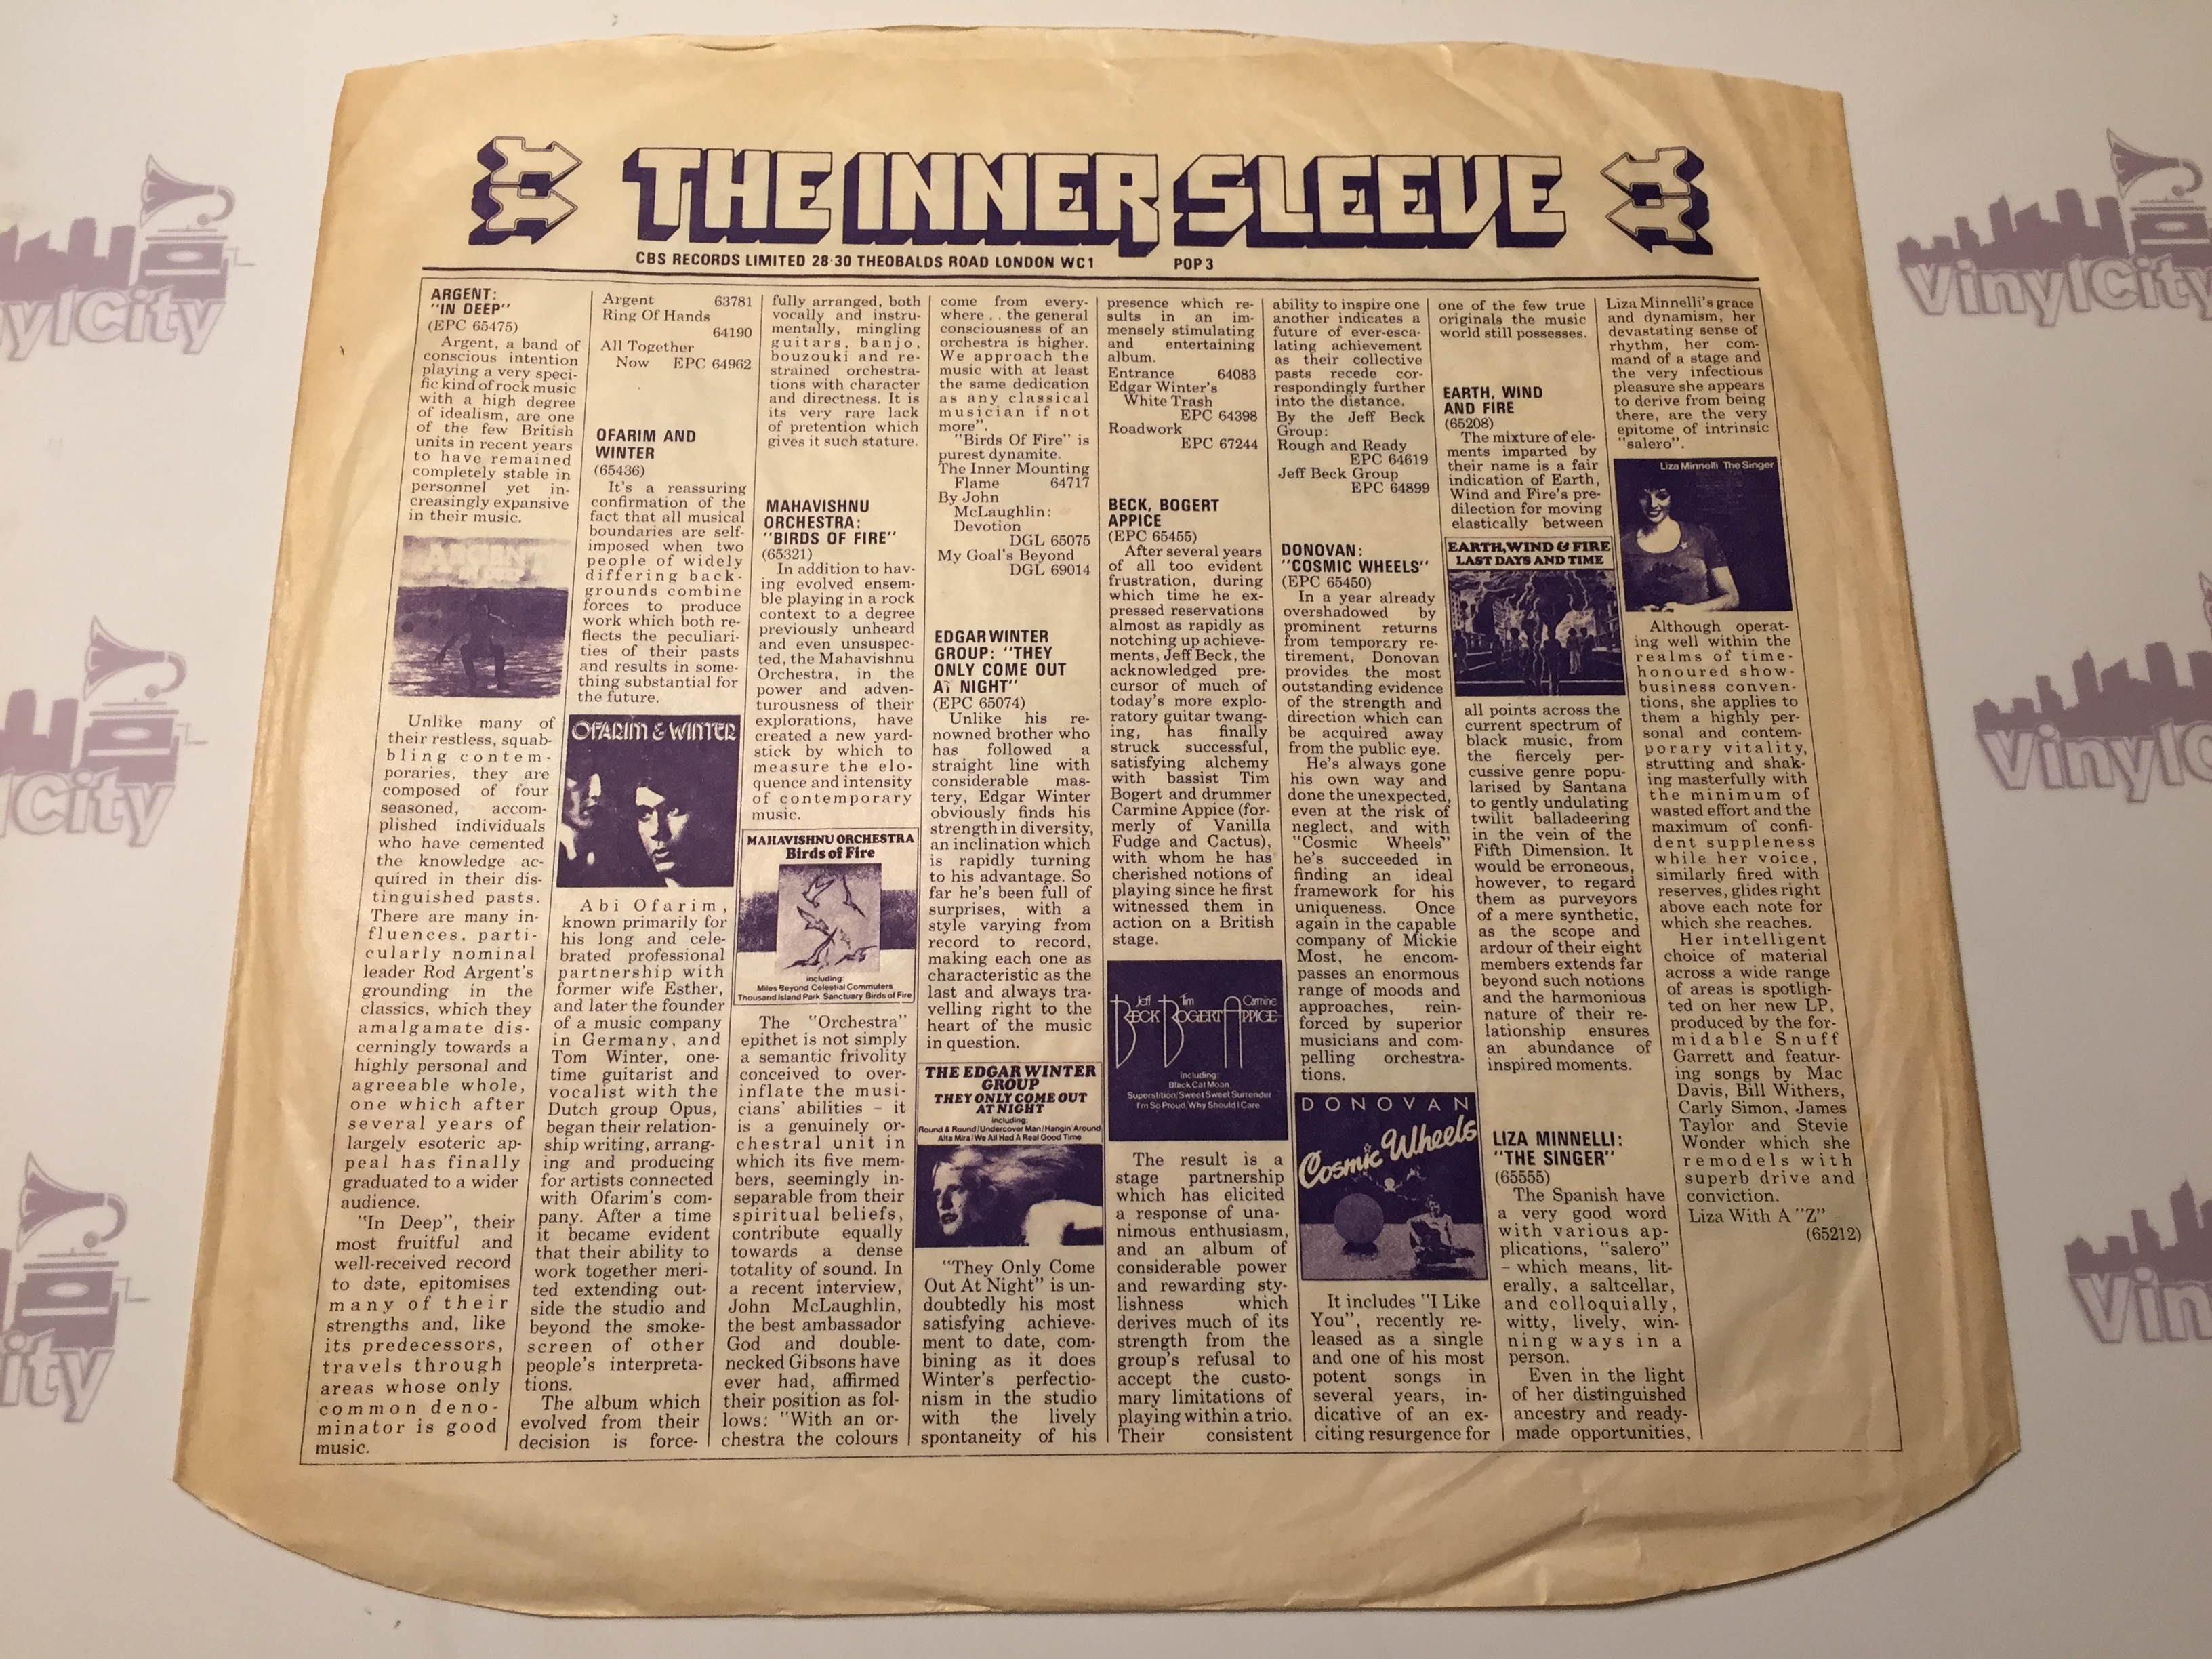 THE INNER SLEEVE
CBS RECORDS LIMITED 28·30 THEOBALDS ROAD LONDON WC1 POP 3
ARGENT:
"IN DEEP"
(EPC 65475)
Argent, a band of
conscious intention
playing a very speci-
fic kind of rock music
with a high degree
of idealism, are one
of the few British
units in recent years
to have remained
completely stable in
personnel yet in-
creasingly expansive
in their music.
ARGENT
Unlike many of
their restless, squab-
bling contem-
poraries, they are
composed of four
seasoned, accom-
plished individuals
who have cemented
the knowledge ac-
quired in their dis-
tinguished pasts.
There are many in-
fluences, parti-
cularly nominal
leader Rod Argent's
grounding in the
classics, which they
amalgamate dis-
cerningly towards a
highly personal and
agreeable whole,
one which after
several years of
largely esoteric ap-
peal has finally
graduated to a wider
audience.
"In Deep", their
most fruitful and
well-received record
to date, epitomises
many of their
strengths and, like
its predecessors,
travels through
areas whose only
common deno-
minator is good
music.
Argent 63781
Ring Of Hands
64190
All Together
Now EPC 64962
OFARIM AND
WINTER
(65436)
It's a reassuring
confirmation of the
fact that all musical
boundaries are self-
imposed when two
people of widely
differing back-
grounds combine
forces to produce
work which both re-
flects the peculiari-
ties of their pasts
and results in some-
thing substantial for
the future.
OFARIM & WINTER
Abi Ofarim,
known primarily for
his long and cele-
brated professional
partnership with
former wife Esther,
and later the founder
of a music company
in Germany, and
Tom Winter, one-
time guitarist and
vocalist with the
Dutch group Opus,
began their relation-
ship writing, arrang-
ing and producing
for artists connected
with Ofarim's com-
pany. After a time
it became evident
that their ability to
work together meri-
ted extending out-
side the studio and
beyond the smoke-
screen of other
people's interpreta-
tions.
The album which
evolved from their
decision is force-
fully arranged, both
vocally and instru-
mentally, mingling
guitars, banjo,
bouzouki and re-
strained orchestra-
tions with character
and directness. It is
its very rare lack
of pretention which
gives it such stature.
MAHAVISHNU
ORCHESTRA:
"BIRDS OF FIRE"
(65321)
In addition to hav-
ing evolved ensem-
ble playing in a rock
context to a degree
previously unheard
and even unsuspec-
ted, the Mahavishnu
Orchestra, in the
power and adven-
turousness of their
explorations, have
created a new yard-
stick by which to
measure the elo-
quence and intensity
of contemporary
music.
MAHAVISHNU ORCHESTRA
Birds of Fire
including:
Miles Beyond Celestial Commuters
Thousand Island Park Sanctuary Birds of Fire
The "Orchestra"
epithet is not simply
a semantic frivolity
conceived to over-
inflate the musi-
cians' abilities – it
is a genuinely or-
chestral unit in
which its five mem-
bers, seemingly in-
separable from their
spiritual beliefs,
contribute equally
towards a dense
totality of sound. In
a recent interview,
John McLaughlin,
the best ambassador
God and double-
necked Gibsons have
ever had, affirmed
their position as fol-
lows: "With an or-
chestra the colours
come from every-
where . . the general
consciousness of an
orchestra is higher.
We approach the
music with at least
the same dedication
as any classical
musician if not
more".
"Birds Of Fire" is
purest dynamite.
The Inner Mounting
Flame 64717
By John
McLaughlin:
Devotion
DGL 65075
My Goal's Beyond
DGL 69014
EDGAR WINTER
GROUP: "THEY
ONLY COME OUT
AT NIGHT"
(EPC 65074)
Unlike his re-
nowned brother who
has followed a
straight line with
considerable mas-
tery, Edgar Winter
obviously finds his
strength in diversity,
an inclination which
is rapidly turning
to his advantage. So
far he's been full of
surprises, with a
style varying from
record to record,
making each one as
characteristic as the
last and always tra-
velling right to the
heart of the music
in question.
THE EDGAR WINTER
GROUP
THEY ONLY COME OUT
AT NIGHT
including:
Round & Round/Undercover Man/Hangin' Around
Alta Mira/We All Had A Real Good Time
"They Only Come
Out At Night" is un-
doubtedly his most
satisfying achieve-
ment to date, com-
bining as it does
Winter's perfectio-
nism in the studio
with the lively
spontaneity of his
presence which re-
sults in an im-
mensely stimulating
and entertaining
album.
Entrance 64083
Edgar Winter's
White Trash
EPC 64398
Roadwork
EPC 67244
BECK, BOGERT
APPICE
(EPC 65455)
After several years
of all too evident
frustration, during
which time he ex-
pressed reservations
almost as rapidly as
notching up achieve-
ments, Jeff Beck, the
acknowledged pre-
cursor of much of
today's more explo-
ratory guitar twang-
ing, has finally
struck successful,
satisfying alchemy
with bassist Tim
Bogert and drummer
Carmine Appice (for-
merly of Vanilla
Fudge and Cactus),
with whom he has
cherished notions of
playing since he first
witnessed them in
action on a British
stage.
Jeff Tim Carmine
BECK BOGERT APPICE
including:
Black Cat Moan
Superstition/Sweet Sweet Surrender
I'm So Proud/Why Should I Care
The result is a
stage partnership
which has elicited
a response of una-
nimous enthusiasm,
and an album of
considerable power
and rewarding sty-
lishness which
derives much of its
strength from the
group's refusal to
accept the custo-
mary limitations of
playing within a trio.
Their consistent
ability to inspire one
another indicates a
future of ever-esca-
lating achievement
as their collective
pasts recede cor-
respondingly further
into the distance.
By the Jeff Beck
Group:
Rough and Ready
EPC 64619
Jeff Beck Group
EPC 64899
DONOVAN:
"COSMIC WHEELS"
(EPC 65450)
In a year already
overshadowed by
prominent returns
from temporary re-
tirement, Donovan
provides the most
outstanding evidence
of the strength and
direction which can
be acquired away
from the public eye.
He's always gone
his own way and
done the unexpected,
even at the risk of
neglect, and with
"Cosmic Wheels"
he's succeeded in
finding an ideal
framework for his
uniqueness. Once
again in the capable
company of Mickie
Most, he encom-
passes an enormous
range of moods and
approaches, rein-
forced by superior
musicians and com-
pelling orchestra-
tions.
DONOVAN
Cosmic Wheels
It includes "I Like
You", recently re-
leased as a single
and one of his most
potent songs in
several years, in-
dicative of an ex-
citing resurgence for
one of the few true
originals the music
world still possesses.
EARTH, WIND
AND FIRE
(65208)
The mixture of ele-
ments imparted by
their name is a fair
indication of Earth,
Wind and Fire's pre-
dilection for moving
elastically between
EARTH, WIND & FIRE
LAST DAYS AND TIME
all points across the
current spectrum of
black music, from
the fiercely per-
cussive genre popu-
larised by Santana
to gently undulating
twilit balladeering
in the vein of the
Fifth Dimension. It
would be erroneous,
however, to regard
them as purveyors
of a mere synthetic,
as the scope and
ardour of their eight
members extends far
beyond such notions
and the harmonious
nature of their re-
lationship ensures
an abundance of
inspired moments.
LIZA MINNELLI:
"THE SINGER"
(65555)
The Spanish have
a very good word
with various ap-
plications, "salero"
– which means, lit-
erally, a saltcellar,
and colloquially,
witty, lively, win-
ning ways in a
person.
Even in the light
of her distinguished
ancestry and ready-
made opportunities,
Liza Minnelli's grace
and dynamism, her
devastating sense of
rhythm, her com-
mand of a stage and
the very infectious
pleasure she appears
to derive from being
there, are the very
epitome of intrinsic
"salero".
Liza Minnelli The Singer
Although operat-
ing well within the
realms of time-
honoured show-
business conven-
tions, she applies to
them a highly per-
sonal and contem-
porary vitality,
strutting and shak-
ing masterfully with
the minimum of
wasted effort and the
maximum of confi-
dent suppleness
while her voice,
similarly fired with
reserves, glides right
above each note for
which she reaches.
Her intelligent
choice of material
across a wide range
of areas is spotligh-
ted on her new LP,
produced by the for-
midable Snuff
Garrett and featur-
ing songs by Mac
Davis, Bill Withers,
Carly Simon, James
Taylor and Stevie
Wonder which she
remodels with
superb drive and
conviction.
Liza With A "Z"
(65212)
VinylCity
VinylCity